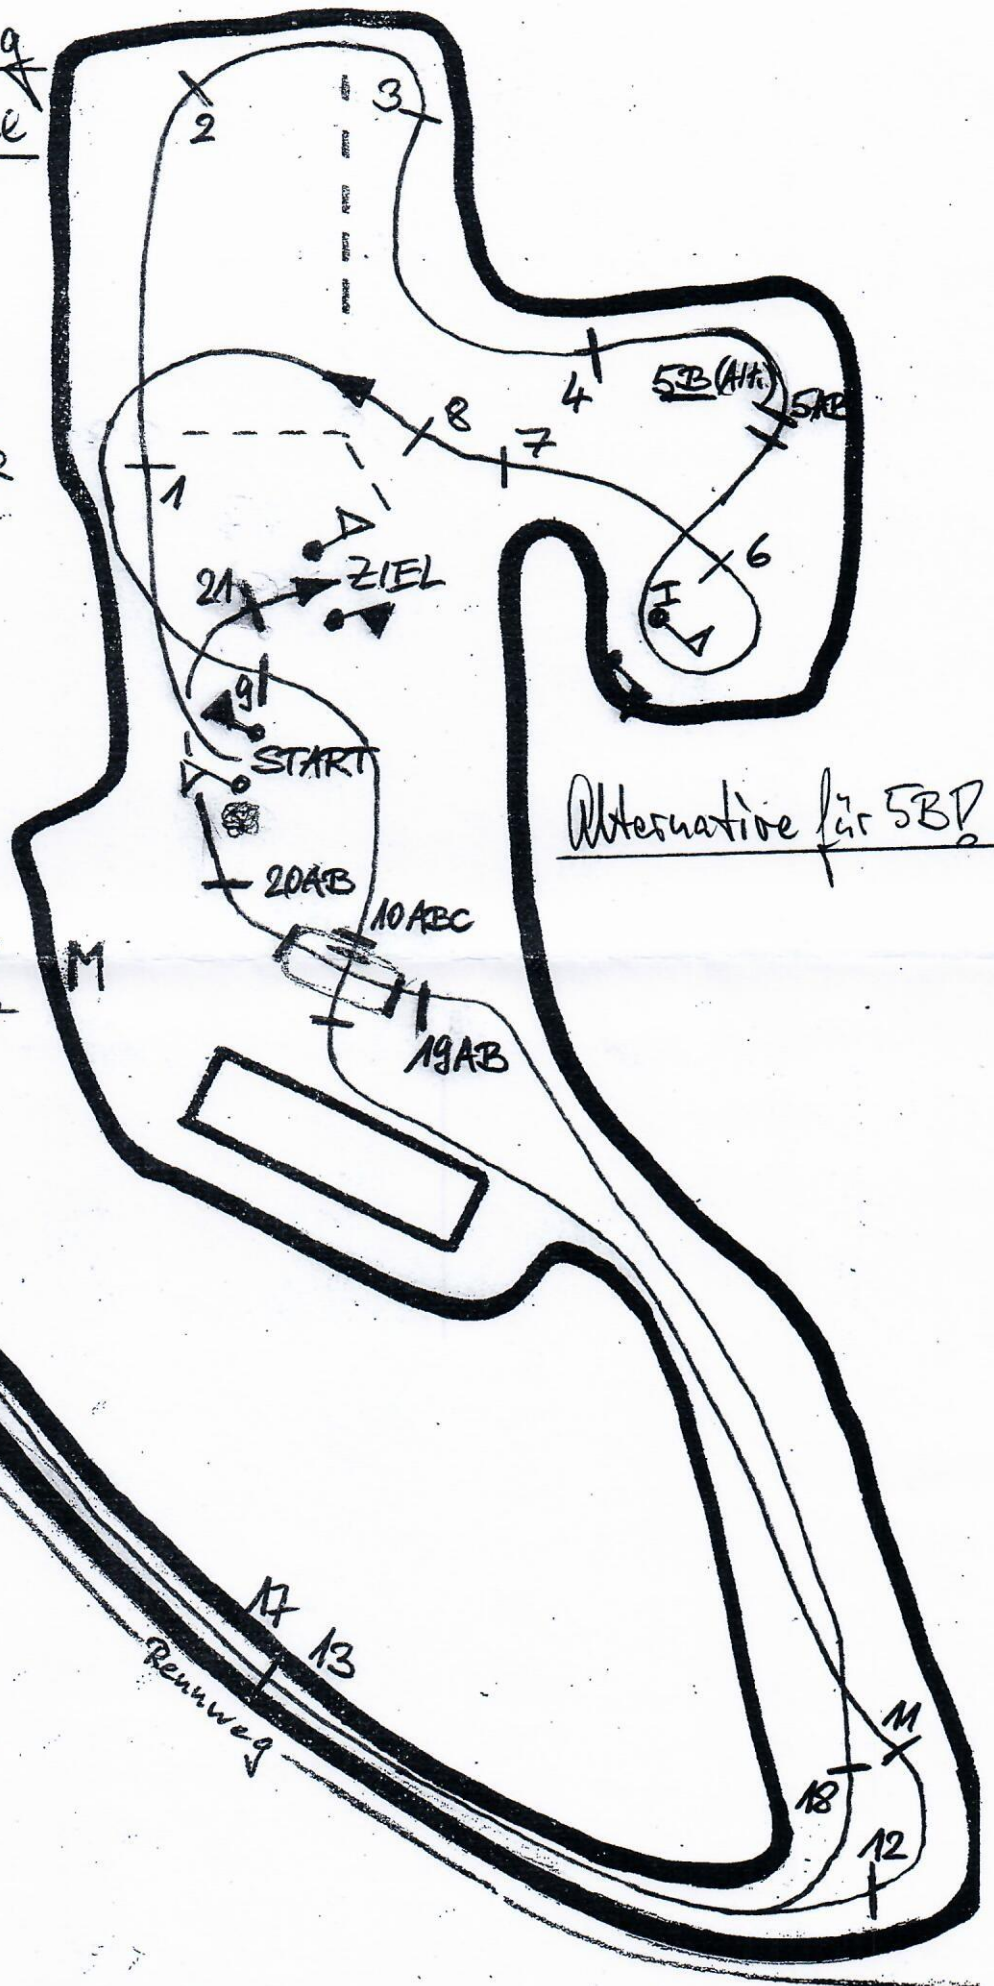 2
3
4
5B (Alt.)
5AB
8
7
1
6
I
21
ZIEL
9
START
Alternative für 5B!
20AB
10ABC
M
19AB
17
13
Rennweg
11
18
12